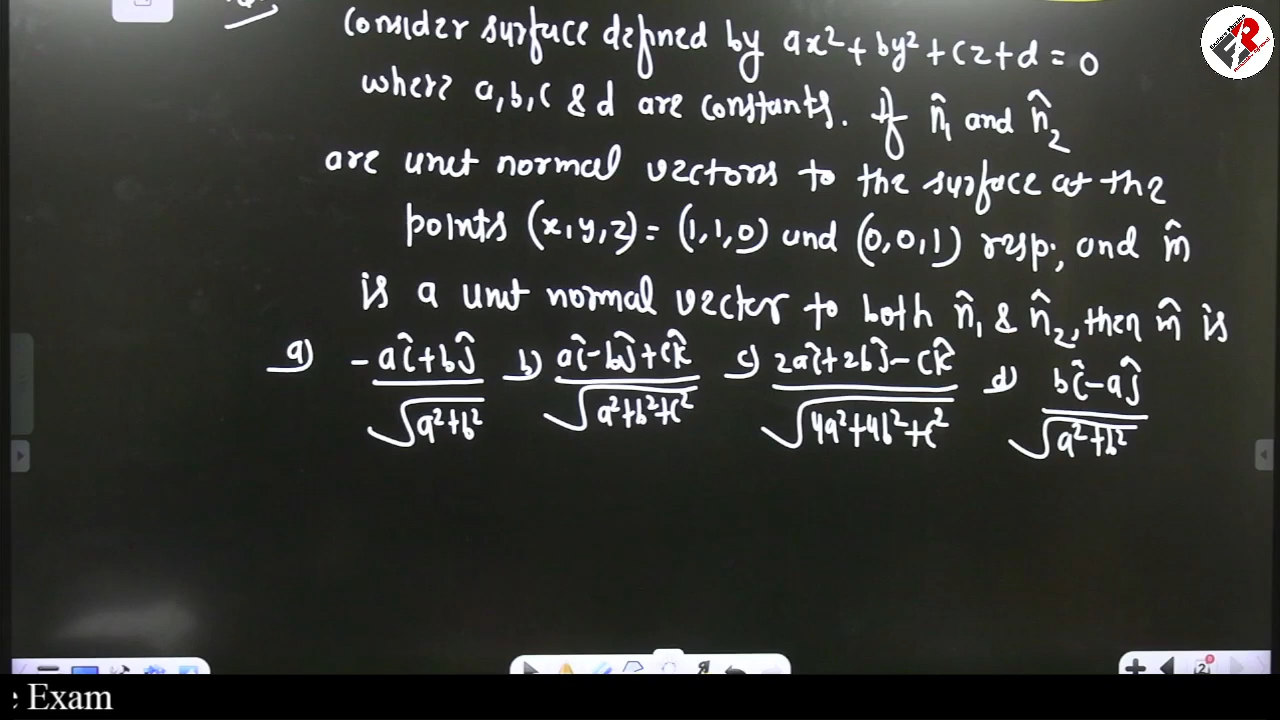 Consider surface defined by ax²+by²+cz+d=0
where a,b,c & d are constants. If n̂₁ and n̂₂
are unit normal vectors to the surface at the
points (x,y,z)=(1,1,0) and (0,0,1) resp; and m̂
is a unit normal vector to both n̂₁ & n̂₂, then m̂ is
a) (-aî+bĵ)/√(a²+b²) b) (aî-bĵ+ck̂)/√(a²+b²+c²) c) (2aî+2bĵ-ck̂)/√(4a²+4b²+c²) d) (bî-aĵ)/√(a²+b²)
Exam